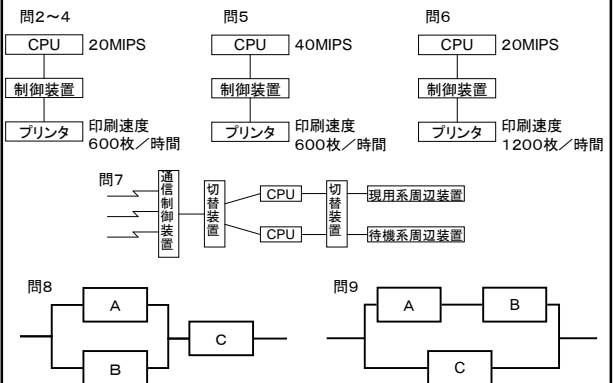 問2～4
CPU 20MIPS
制御装置
プリンタ 印刷速度
600枚／時間
問5
CPU 40MIPS
制御装置
プリンタ 印刷速度
600枚／時間
問6
CPU 20MIPS
制御装置
プリンタ 印刷速度
1200枚／時間
問7
通信制御装置
切替装置
CPU
CPU
切替装置
現用系周辺装置
待機系周辺装置
問8
A
B
C
問9
A
B
C